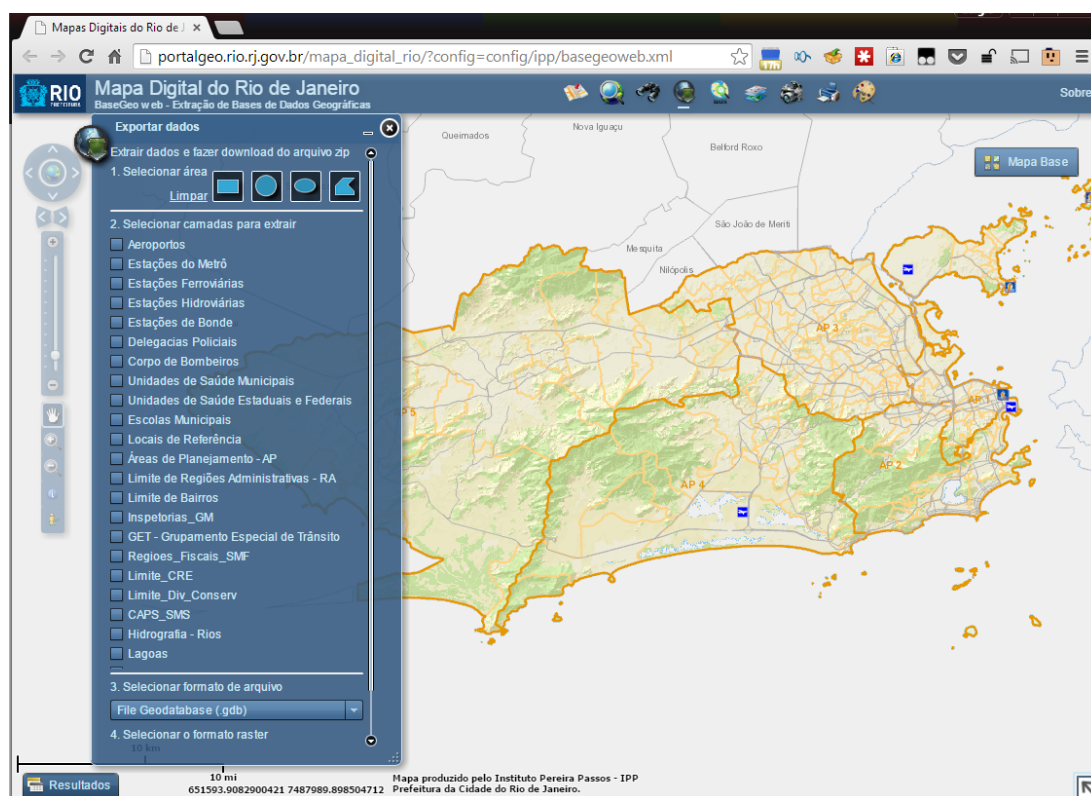 Mapas Digitais do Rio de J
portalgeo.rio.rj.gov.br/mapa_digital_rio/?config=config/ipp/basegeoweb.xml
RIO
PREFEITURA
Mapa Digital do Rio de Janeiro
BaseGeo web - Extração de Bases de Dados Geográficas
Sobre
Exportar dados
Extrair dados e fazer download do arquivo zip
1. Selecionar área
Limpar
2. Selecionar camadas para extrair
Aeroportos
Estações do Metrô
Estações Ferroviárias
Estações Hidroviárias
Estações de Bonde
Delegacias Policiais
Corpo de Bombeiros
Unidades de Saúde Municipais
Unidades de Saúde Estaduais e Federais
Escolas Municipais
Locais de Referência
Áreas de Planejamento - AP
Limite de Regiões Administrativas - RA
Limite de Bairros
Inspetorias_GM
GET - Grupamento Especial de Trânsito
Regioes_Fiscais_SMF
Limite_CRE
Limite_Div_Conserv
CAPS_SMS
Hidrografia - Rios
Lagoas
3. Selecionar formato de arquivo
File Geodatabase (.gdb)
4. Selecionar o formato raster
Queimados
Nova Iguaçu
Belford Roxo
Mapa Base
São João de Meriti
Mesquita
Nilópolis
AP 3
AP 1
AP 5
AP 2
AP 4
10 km
10 mi
Resultados
651593.9082900421 7487989.898504712
Mapa produzido pelo Instituto Pereira Passos - IPP
Prefeitura da Cidade do Rio de Janeiro.